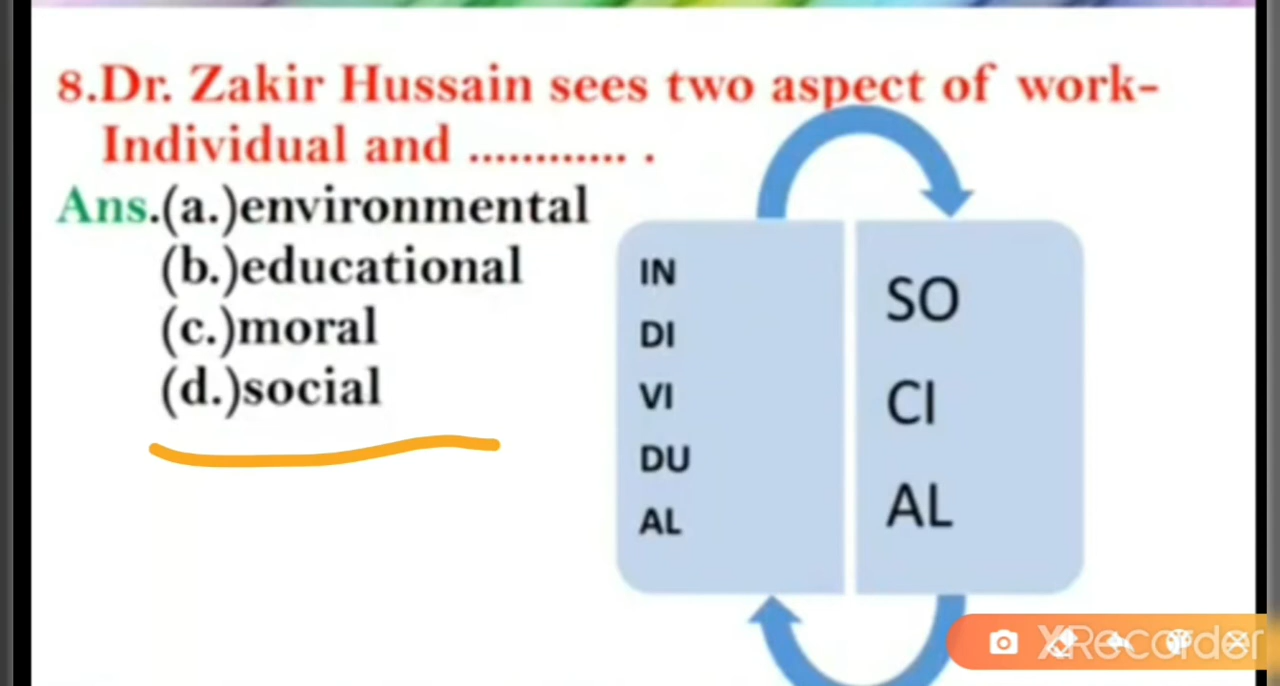 8.Dr. Zakir Hussain sees two aspect of work-
Individual and ............ .
Ans.(a.)environmental
(b.)educational
(c.)moral
(d.)social
IN
DI
VI
DU
AL
SO
CI
AL
XRecorder